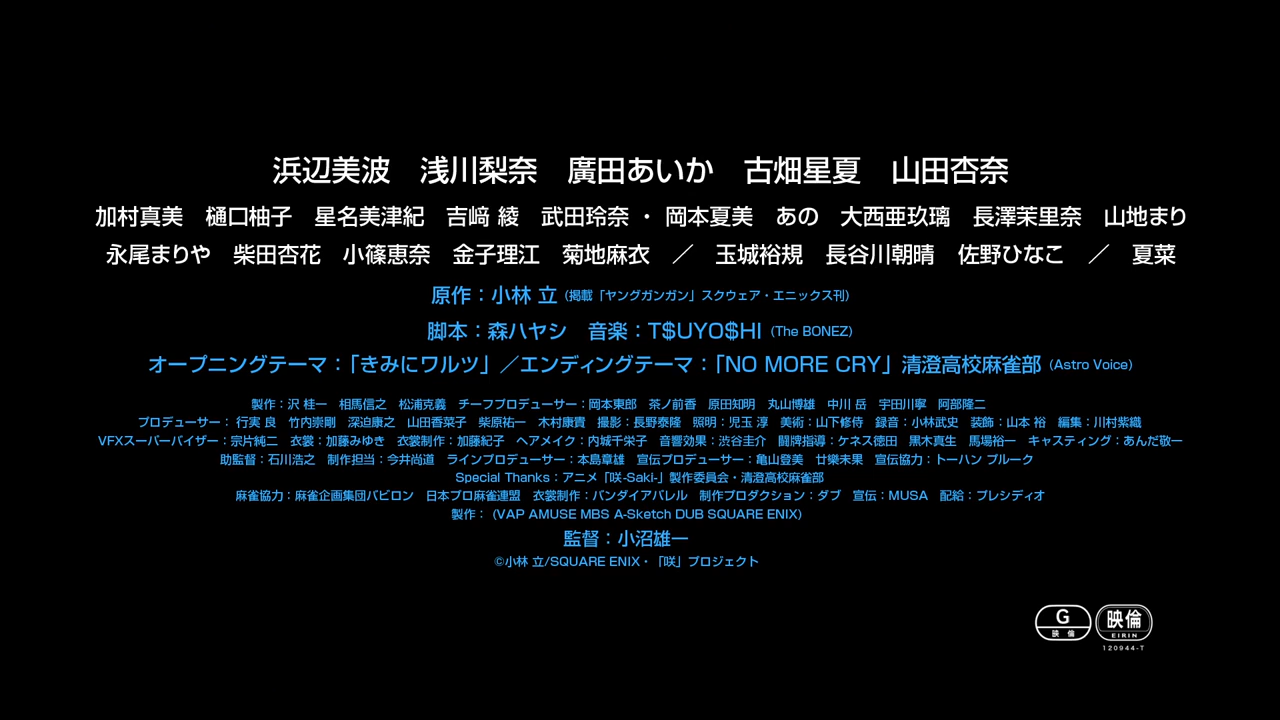 浜辺美波　浅川梨奈　廣田あいか　古畑星夏　山田杏奈
加村真美　樋口柚子　星名美津紀　吉﨑 綾　武田玲奈 ・ 岡本夏美　あの　大西亜玖璃　長澤茉里奈　山地まり
永尾まりや　柴田杏花　小篠恵奈　金子理江　菊地麻衣　／　玉城裕規　長谷川朝晴　佐野ひなこ　／　夏菜
原作：小林 立 (掲載「ヤングガンガン」スクウェア・エニックス刊)
脚本：森ハヤシ　音楽：T$UYO$HI (The BONEZ)
オープニングテーマ：「きみにワルツ」／エンディングテーマ：「NO MORE CRY」清澄高校麻雀部 (Astro Voice)
製作：沢 桂一　相馬信之　松浦克義　チーフプロデューサー：岡本東郎　茶ノ前香　原田知明　丸山博雄　中川 岳　宇田川寧　阿部隆二
プロデューサー： 行実 良　竹内崇剛　深迫康之　山田香菜子　柴原祐一　木村康貴　撮影：長野泰隆　照明：児玉 淳　美術：山下修侍　録音：小林武史　装飾：山本 裕　編集：川村紫織
VFXスーパーバイザー：宗片純二　衣裳：加藤みゆき　衣裳制作：加藤紀子　ヘアメイク：内城千栄子　音響効果：渋谷圭介　闘牌指導：ケネス徳田　黒木真生　馬場裕一　キャスティング：あんだ敬一
助監督：石川浩之　制作担当：今井尚道　ラインプロデューサー：本島章雄　宣伝プロデューサー：亀山登美　廿樂未果　宣伝協力：トーハン ブルーク
Special Thanks：アニメ「咲-Saki-」製作委員会・清澄高校麻雀部
麻雀協力：麻雀企画集団バビロン　日本プロ麻雀連盟　衣裳制作：バンダイアパレル　制作プロダクション：ダブ　宣伝：MUSA　配給：プレシディオ
製作： (VAP AMUSE MBS A-Sketch DUB SQUARE ENIX)
監督：小沼雄一
©小林 立/SQUARE ENIX・「咲」プロジェクト
G 映倫
映倫 EIRIN
120944-T